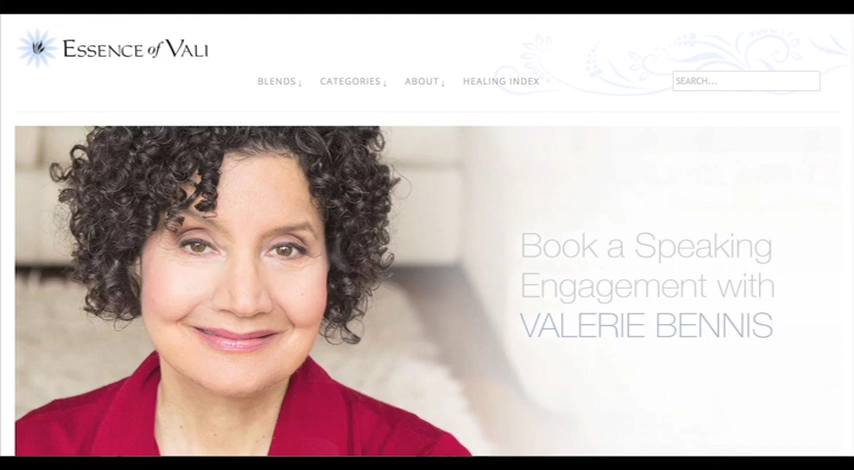 ESSENCE of VALI
BLENDS ↓ CATEGORIES ↓ ABOUT ↓ HEALING INDEX
SEARCH...
Book a Speaking
Engagement with
VALERIE BENNIS